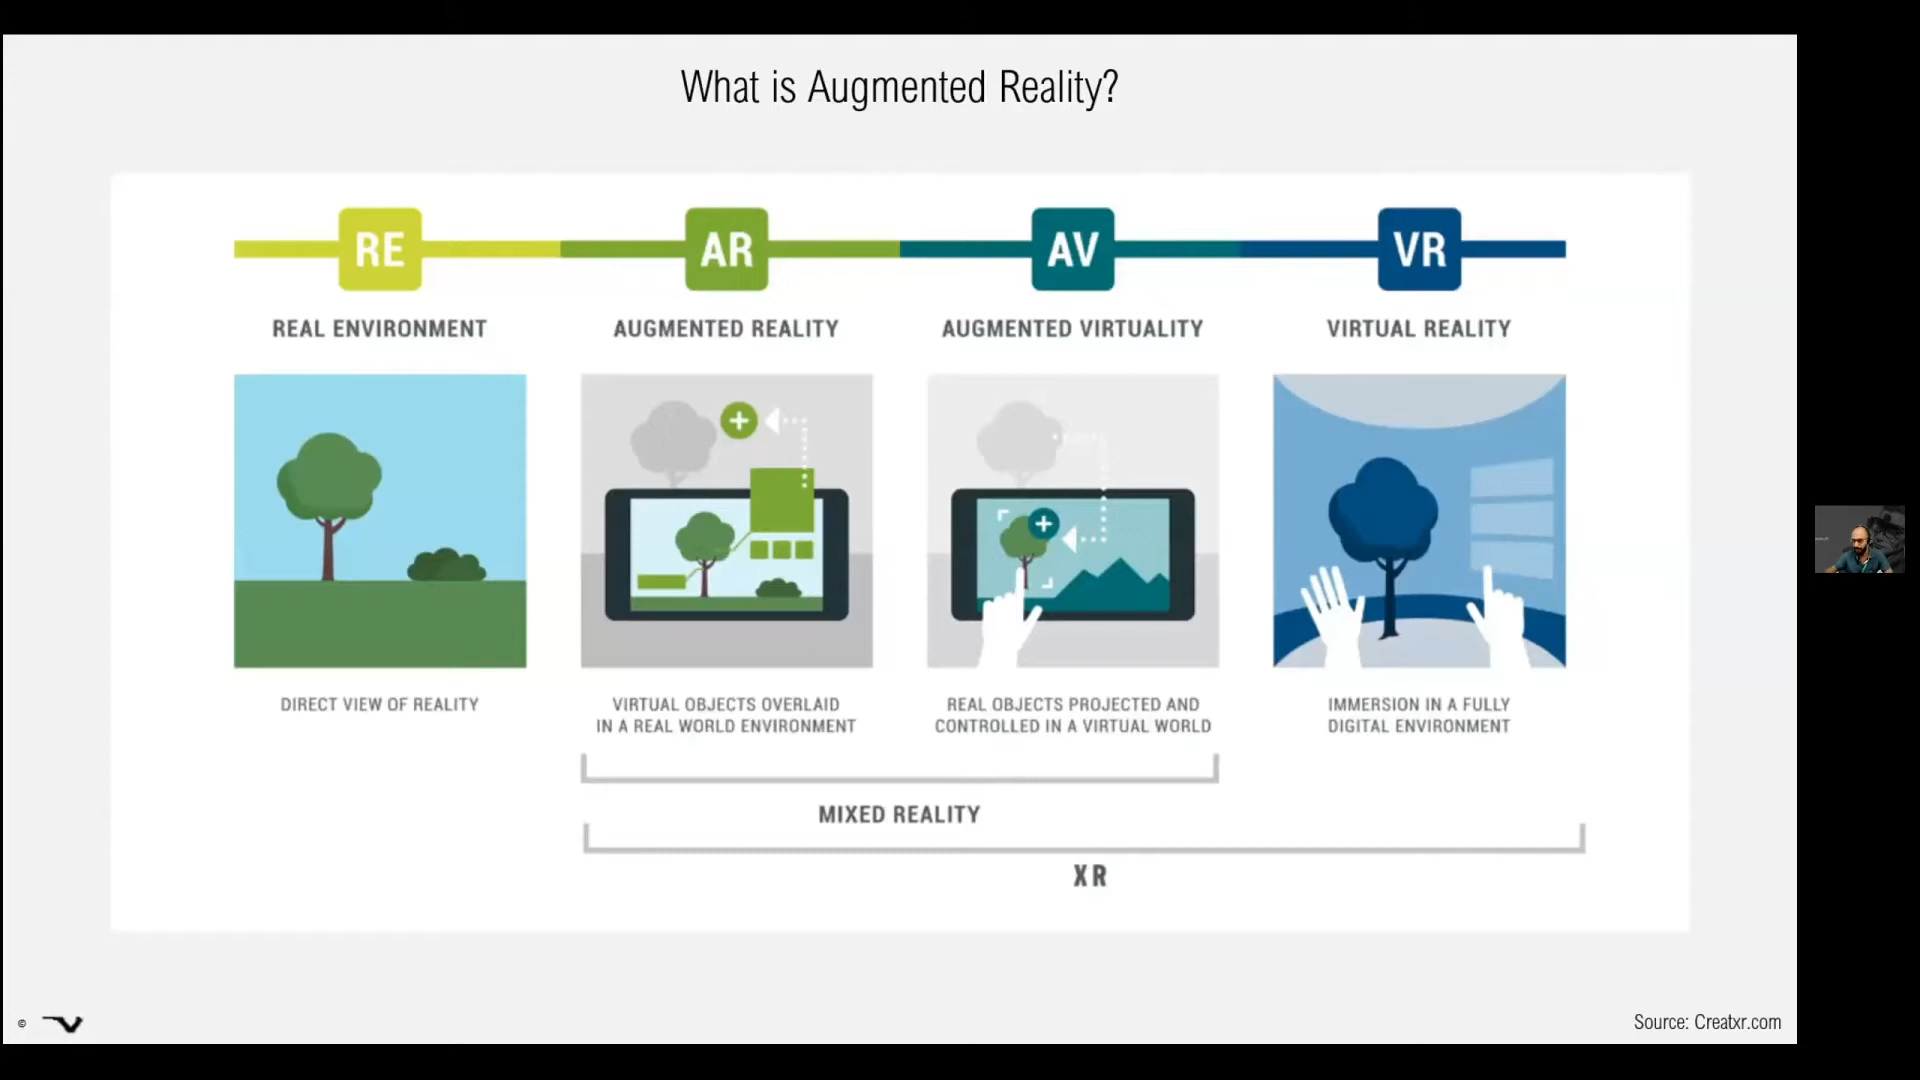 What is Augmented Reality?
RE
AR
AV
VR
REAL ENVIRONMENT
AUGMENTED REALITY
AUGMENTED VIRTUALITY
VIRTUAL REALITY
DIRECT VIEW OF REALITY
VIRTUAL OBJECTS OVERLAID
IN A REAL WORLD ENVIRONMENT
REAL OBJECTS PROJECTED AND
CONTROLLED IN A VIRTUAL WORLD
IMMERSION IN A FULLY
DIGITAL ENVIRONMENT
MIXED REALITY
XR
©
Source: Creatxr.com